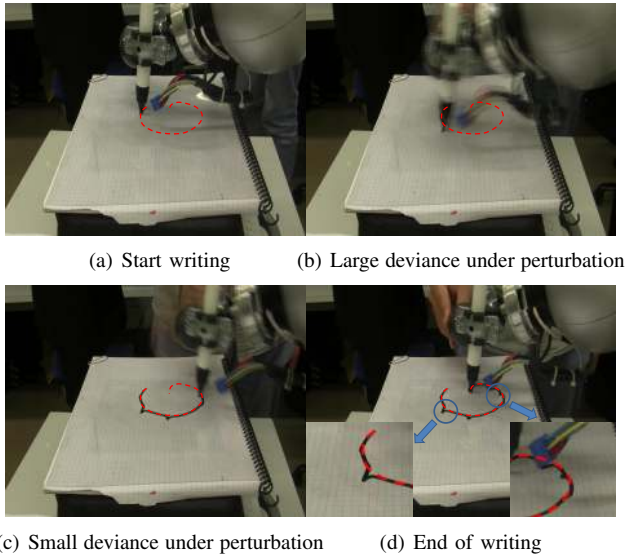 (a) Start writing
(b) Large deviance under perturbation
(c) Small deviance under perturbation
(d) End of writing